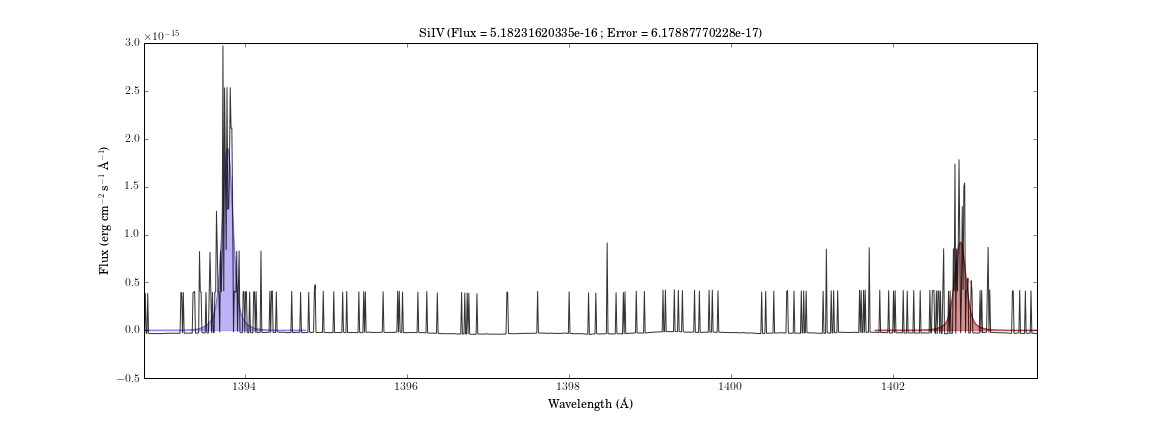 SiIV (Flux = 5.18231620335e-16 ; Error = 6.17887770228e-17)
×10⁻¹⁵
3.0
2.5
2.0
1.5
1.0
0.5
0.0
−0.5
Flux (erg cm⁻² s⁻¹ Å⁻¹)
1394 1396 1398 1400 1402
Wavelength (Å)